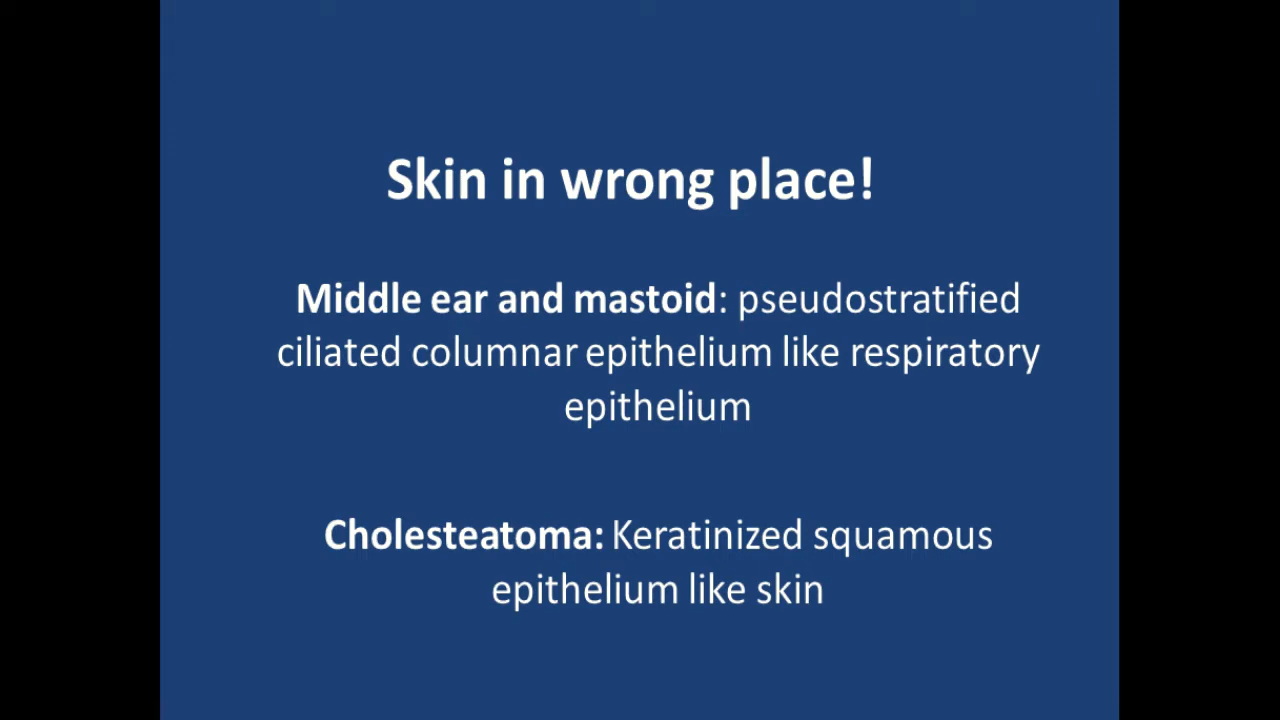 Skin in wrong place!
Middle ear and mastoid: pseudostratified
ciliated columnar epithelium like respiratory
epithelium
Cholesteatoma: Keratinized squamous
epithelium like skin